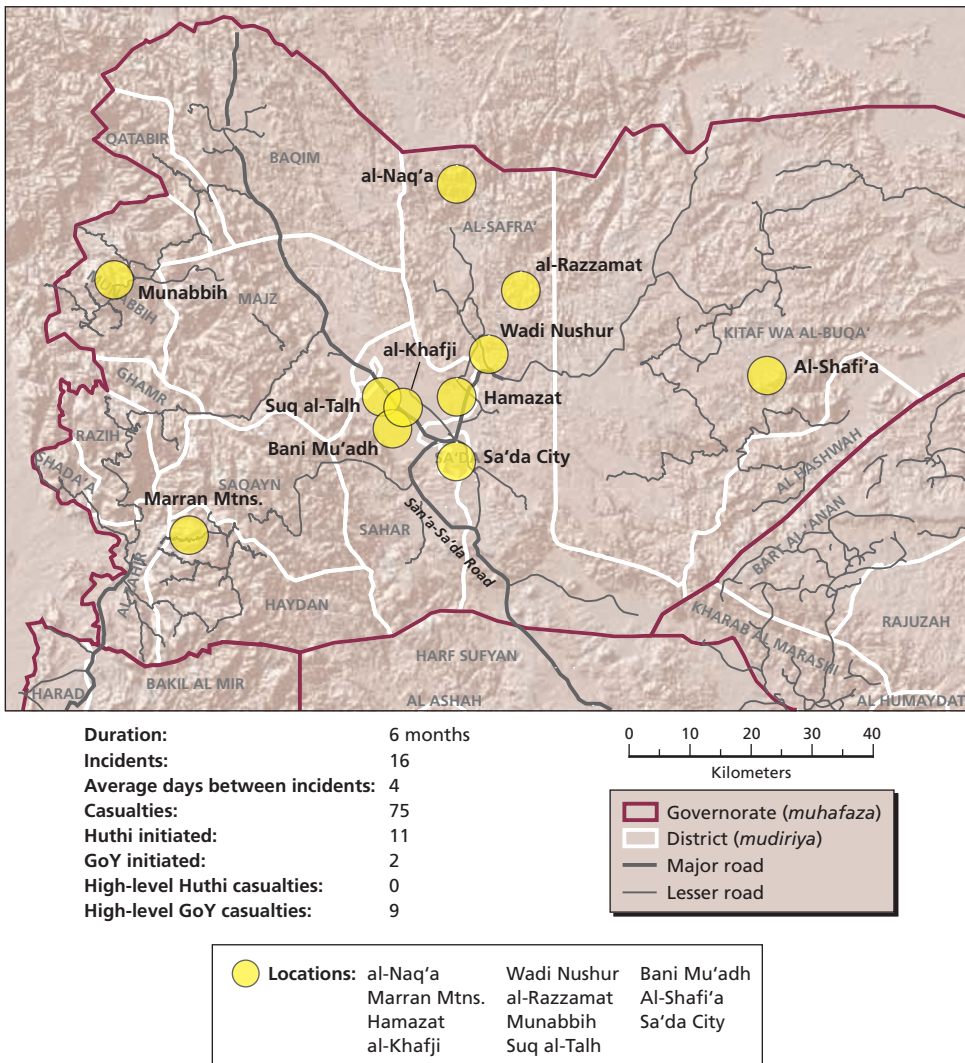 QATABIR
BAQIM
al-Naq‘a
AL-SAFRA’
al-Razzamat
Munabbih
MUNABBIH
MAJZ
Wadi Nushur
KITAF WA AL-BUQA’
al-Khafji
Al-Shafi‘a
GHAMR
Suq al-Talh
Hamazat
RAZIH
Bani Mu‘adh
SA‘DA
Sa‘da City
SHADA’A
AL HASHWAH
Marran Mtns.
SAQAYN
SAHAR
San‘a-Sa‘da Road
BART AL ‘ANAN
HAYDAN
KHARAB AL MARASHI
RAJUZAH
HARF SUFYAN
HARAD
BAKIL AL MIR
AL ASHAH
AL HUMAYDAT
Duration: 6 months
Incidents: 16
Average days between incidents: 4
Casualties: 75
Huthi initiated: 11
GoY initiated: 2
High-level Huthi casualties: 0
High-level GoY casualties: 9
0 10 20 30 40
Kilometers
Governorate (muhafaza)
District (mudiriya)
Major road
Lesser road
Locations: al-Naq‘a Wadi Nushur Bani Mu‘adh
Marran Mtns. al-Razzamat Al-Shafi‘a
Hamazat Munabbih Sa‘da City
al-Khafji Suq al-Talh